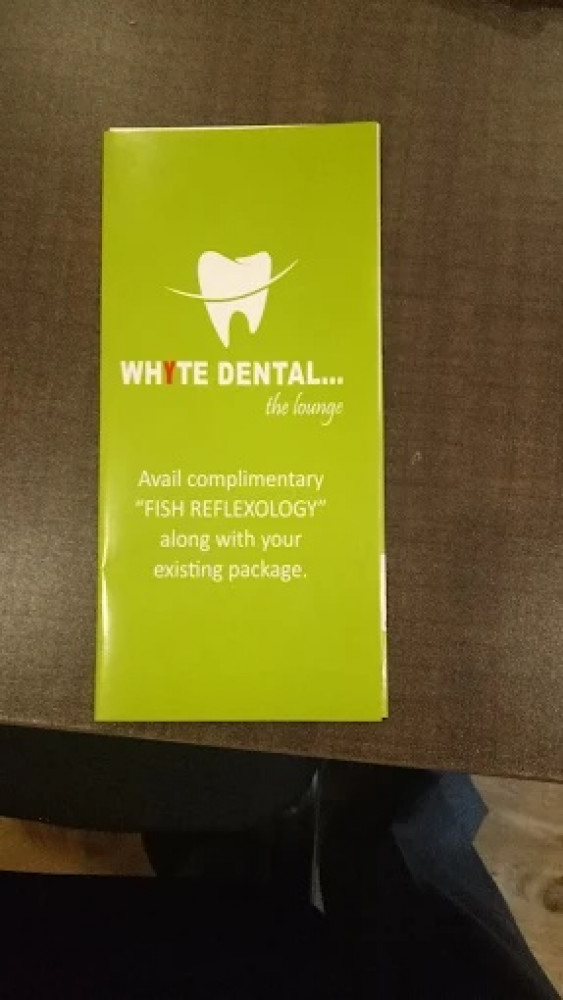 WHYTE DENTAL...
the lounge
Avail complimentary
“FISH REFLEXOLOGY”
along with your
existing package.